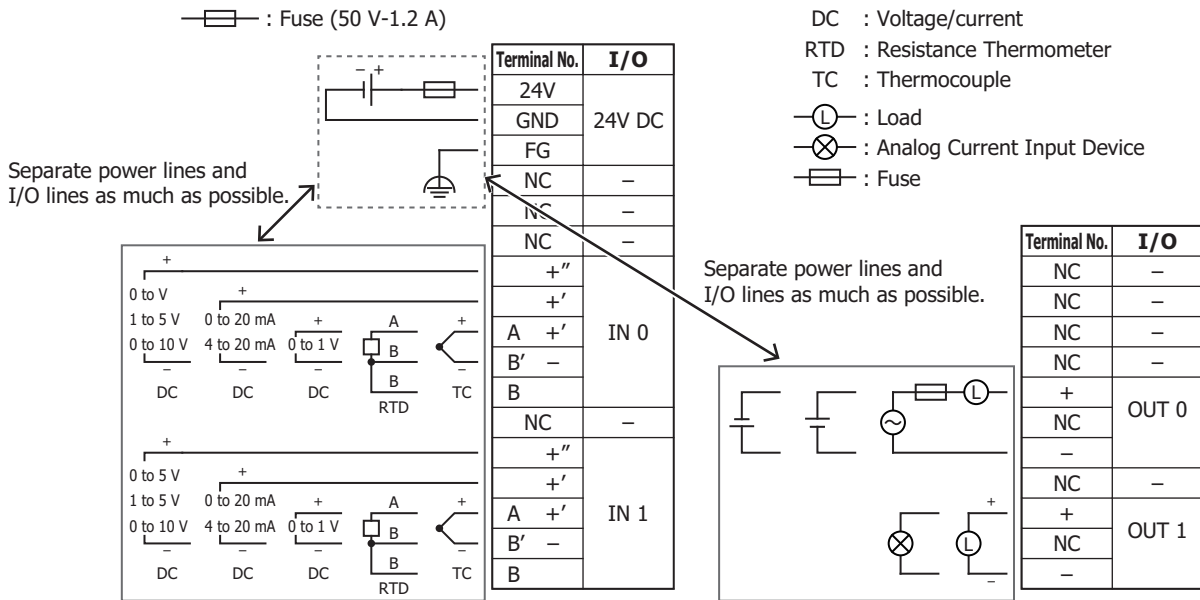 : Fuse (50 V-1.2 A)
DC : Voltage/current
RTD : Resistance Thermometer
TC : Thermocouple
L : Load
: Analog Current Input Device
: Fuse
Separate power lines and
I/O lines as much as possible.
– +
Terminal No. I/O
24V
GND 24V DC
FG
NC –
NC –
NC –
+″
+′
A +′ IN 0
B′ –
B
NC –
+″
+′
A +′ IN 1
B′ –
B
+
0 to V +
1 to 5 V 0 to 20 mA + A +
0 to 10 V 4 to 20 mA 0 to 1 V B
– – – B –
DC DC DC RTD TC
+
0 to 5 V +
1 to 5 V 0 to 20 mA + A +
0 to 10 V 4 to 20 mA 0 to 1 V B
– – – B –
DC DC DC RTD TC
Separate power lines and
I/O lines as much as possible.
L
+
L
–
Terminal No. I/O
NC –
NC –
NC –
NC –
+
NC OUT 0
–
NC –
+
NC OUT 1
–